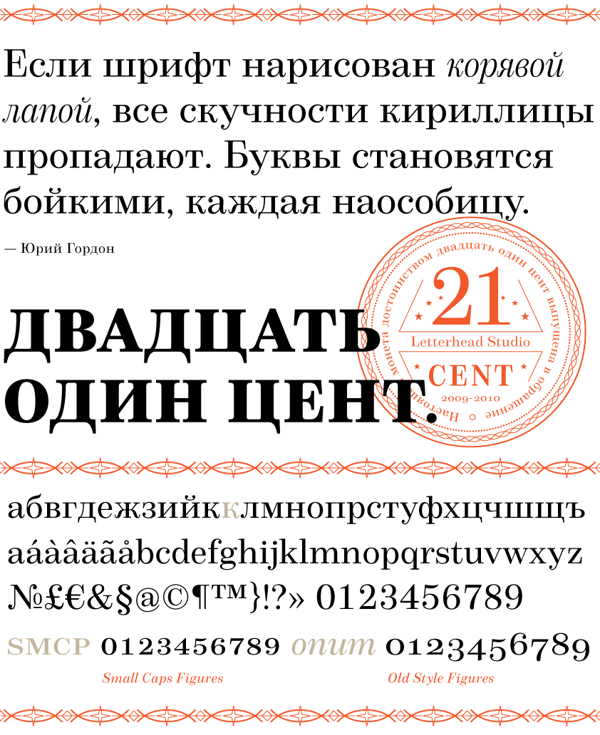 Если шрифт нарисован корявой
лапой, все скучности кириллицы
пропадают. Буквы становятся
бойкими, каждая наособицу.
— Юрий Гордон
ДВАДЦАТЬ
ОДИН ЦЕНТ.
монета достоинством двадцать один цент выпущена в обращение
Настоящ
21
Letterhead Studio
CENT
2009-2010
абвгдежзийкклмнопрстуфхцчшщъ
aáàâäãåbcdefghijklmnopqrstuvwxyz
№£€&§@©¶™}!?» 0123456789
SMCP 0123456789 опит 0123456789
Small Caps Figures Old Style Figures